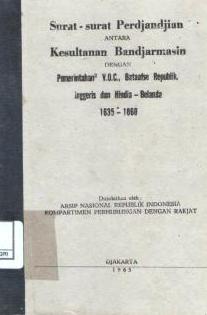 Surat-surat Perdjandjian
ANTARA
Kesultanan Bandjarmasin
DENGAN
Pemerintahan² V.O.C., Bataafse Republik,
Inggeris dan Hindia - Belanda
1635 - 1860
Diterbitkan oleh:
ARSIP NASIONAL REPUBLIK INDONESIA
KOMPARTIMEN PERHUBUNGAN DENGAN RAKJAT
DJAKARTA
1965